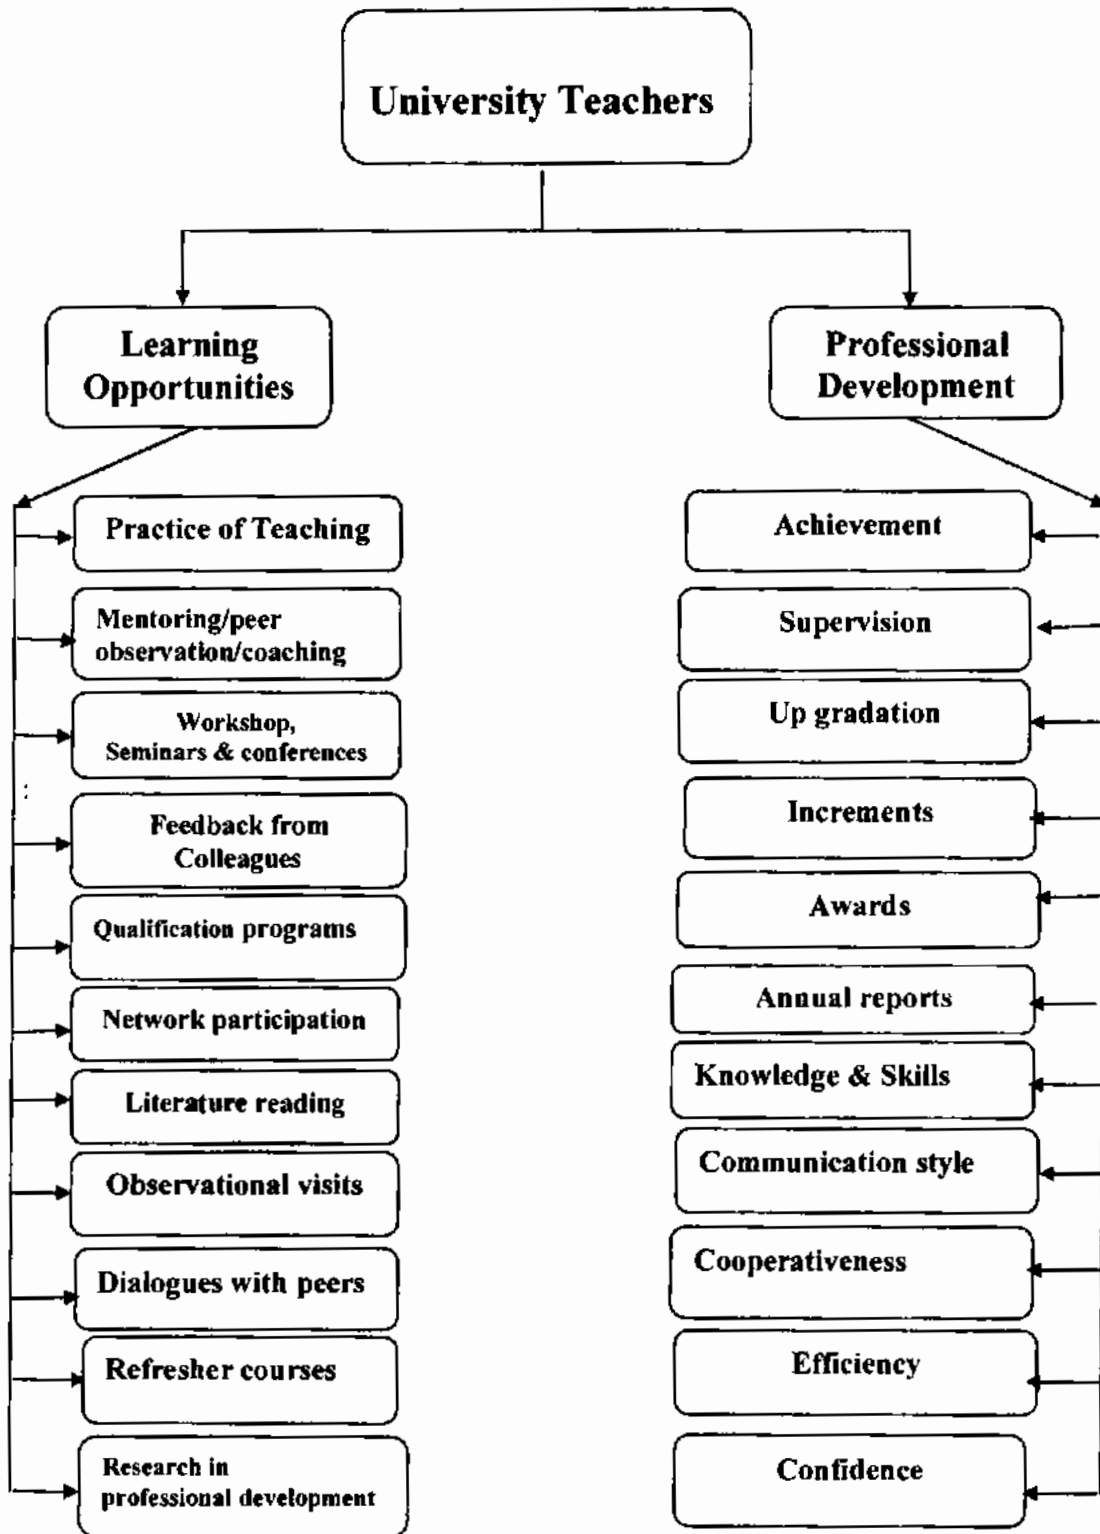 University Teachers
Learning
Opportunities
Practice of Teaching
Mentoring/peer
observation/coaching
Workshop,
Seminars & conferences
Feedback from
Colleagues
Qualification programs
Network participation
Literature reading
Observational visits
Dialogues with peers
Refresher courses
Research in
professional development
Professional
Development
Achievement
Supervision
Up gradation
Increments
Awards
Annual reports
Knowledge & Skills
Communication style
Cooperativeness
Efficiency
Confidence